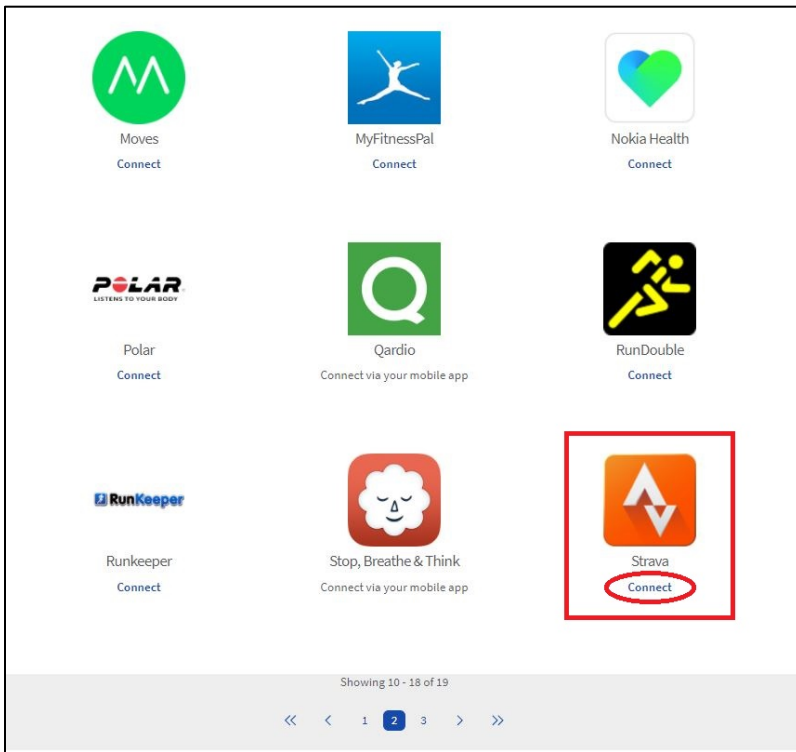 Moves MyFitnessPal Nokia Health
Connect Connect Connect
POLAR
LISTENS TO YOUR BODY
Q
Polar Qardio RunDouble
Connect Connect via your mobile app Connect
RunKeeper
Runkeeper Stop, Breathe & Think Strava
Connect Connect via your mobile app Connect
Showing 10 - 18 of 19
« < 1 2 3 > »